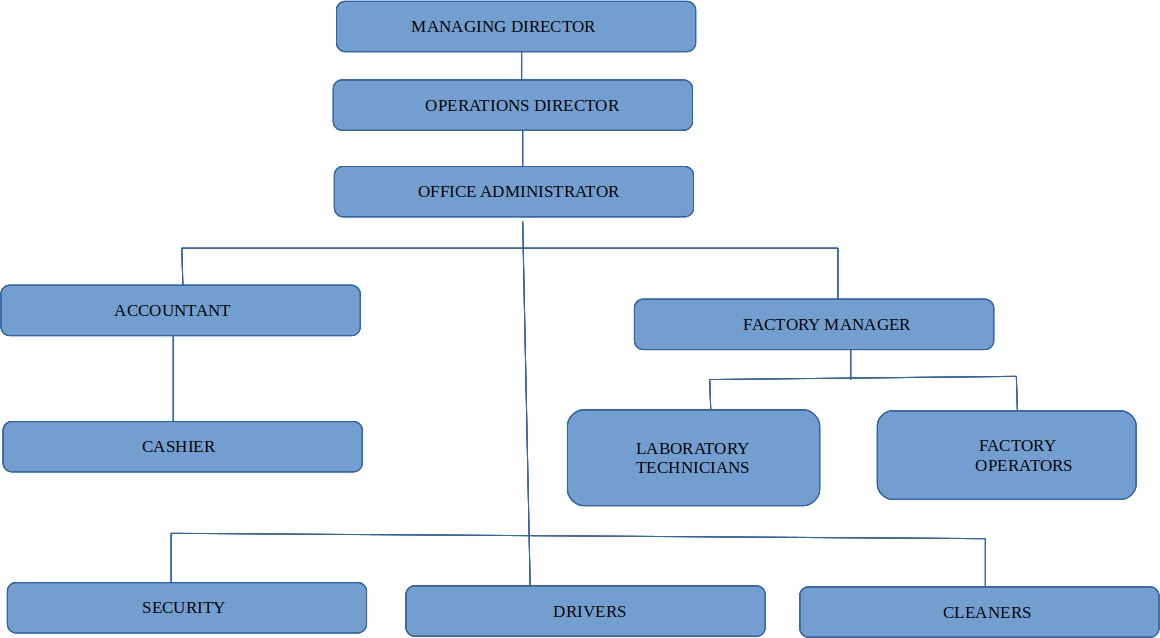 MANAGING DIRECTOR
OPERATIONS DIRECTOR
OFFICE ADMINISTRATOR
ACCOUNTANT
FACTORY MANAGER
CASHIER
LABORATORY
TECHNICIANS
FACTORY
OPERATORS
SECURITY
DRIVERS
CLEANERS